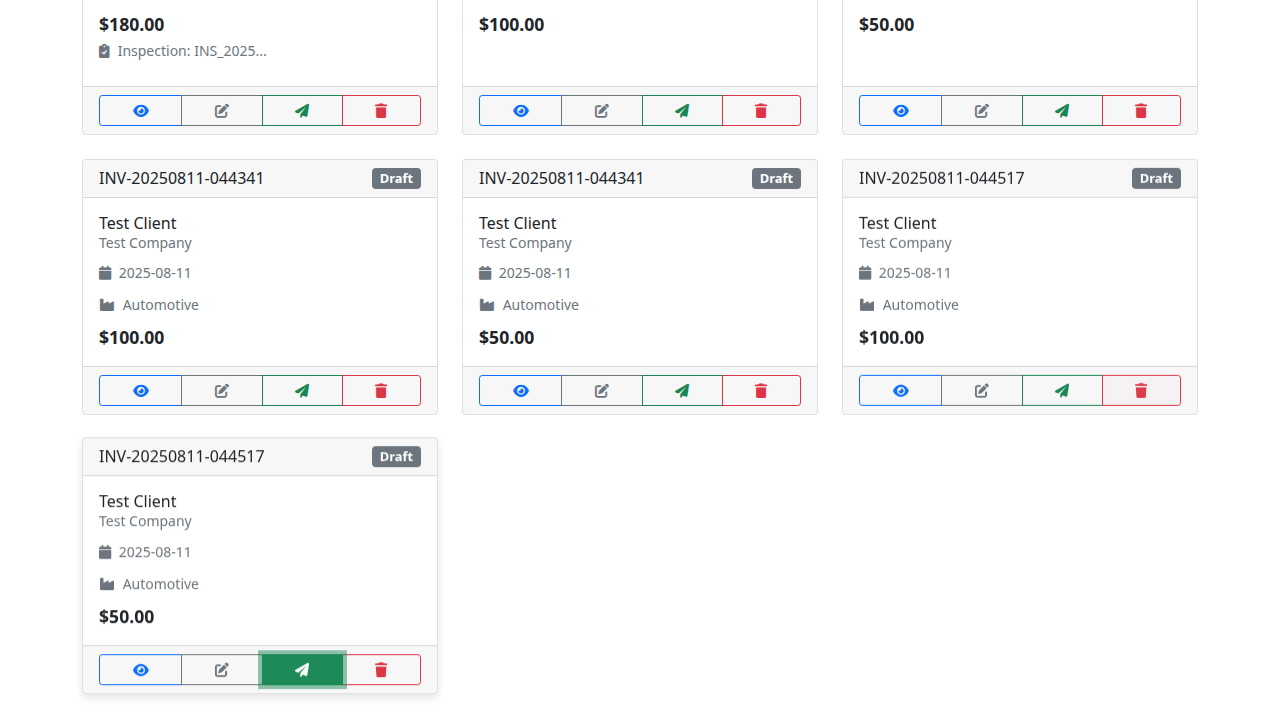 $180.00
Inspection: INS_2025...
$100.00
$50.00
INV-20250811-044341
Draft
Test Client
Test Company
2025-08-11
Automotive
$100.00
INV-20250811-044341
Draft
Test Client
Test Company
2025-08-11
Automotive
$50.00
INV-20250811-044517
Draft
Test Client
Test Company
2025-08-11
Automotive
$100.00
INV-20250811-044517
Draft
Test Client
Test Company
2025-08-11
Automotive
$50.00